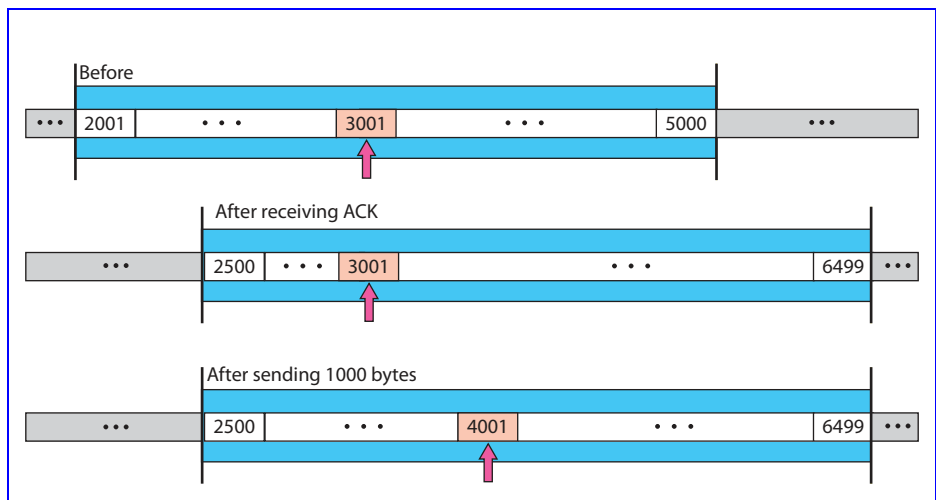 Before
••• 2001 • • • 3001 • • • 5000 •••
After receiving ACK
••• 2500 • • • 3001 • • • 6499 •••
After sending 1000 bytes
••• 2500 • • • 4001 • • • 6499 •••